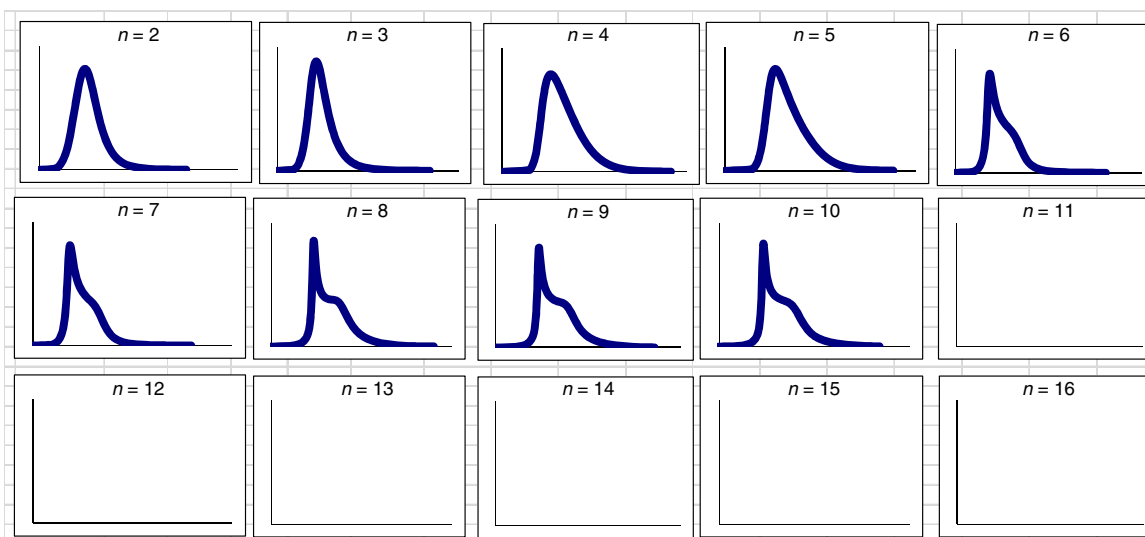 n = 2
n = 3
n = 4
n = 5
n = 6
n = 7
n = 8
n = 9
n = 10
n = 11
n = 12
n = 13
n = 14
n = 15
n = 16